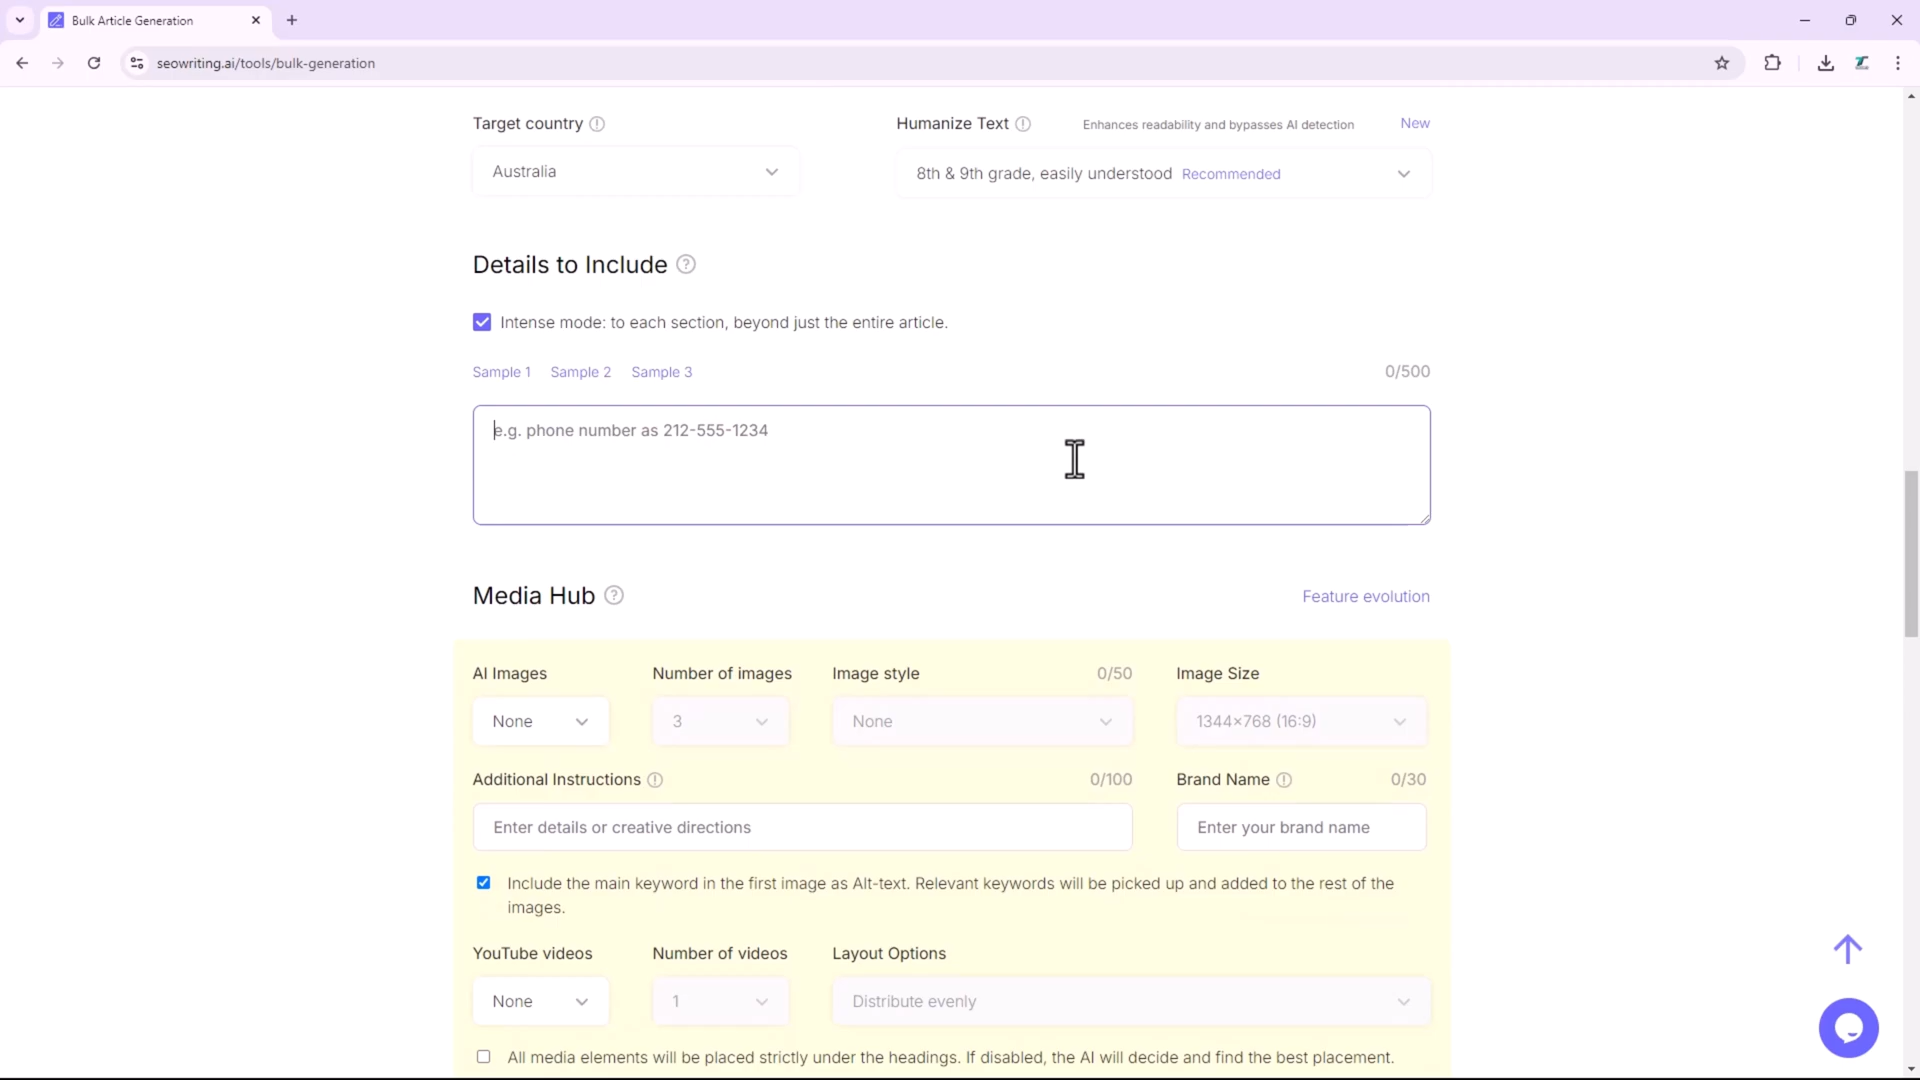 Bulk Article Generation
seowriting.ai/tools/bulk-generation
Target country
Humanize Text Enhances readability and bypasses AI detection New
Australia
8th & 9th grade, easily understood Recommended
Details to Include
Intense mode: to each section, beyond just the entire article.
Sample 1 Sample 2 Sample 3 0/500
e.g. phone number as 212-555-1234
Media Hub Feature evolution
AI Images Number of images Image style 0/50 Image Size
None 3 None 1344×768 (16:9)
Additional Instructions 0/100 Brand Name 0/30
Enter details or creative directions Enter your brand name
Include the main keyword in the first image as Alt-text. Relevant keywords will be picked up and added to the rest of the
images.
YouTube videos Number of videos Layout Options
None 1 Distribute evenly
All media elements will be placed strictly under the headings. If disabled, the AI will decide and find the best placement.